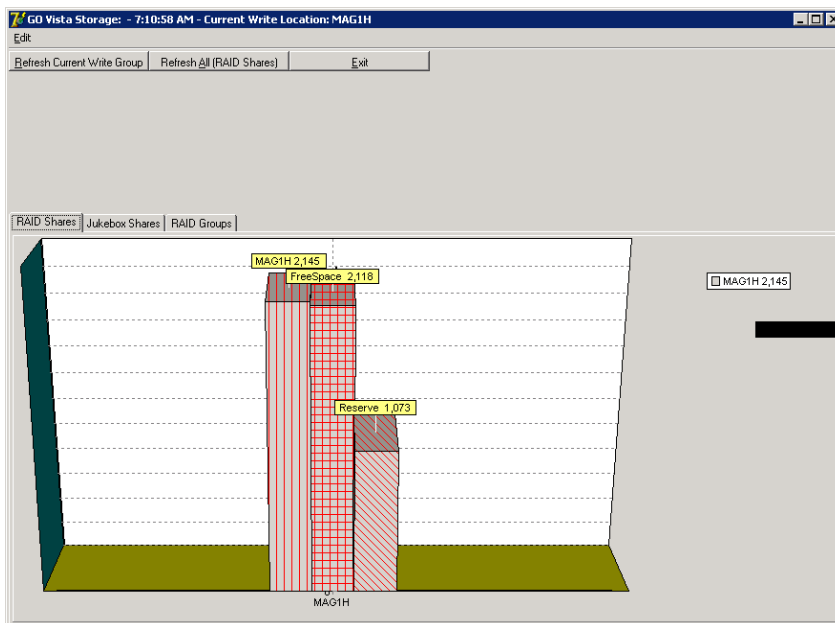 GO Vista Storage: - 7:10:58 AM - Current Write Location: MAG1H
Edit
Refresh Current Write Group Refresh All (RAID Shares) Exit
RAID Shares Jukebox Shares RAID Groups
MAG1H 2,145
FreeSpace 2,118
MAG1H 2,145
Reserve 1,073
MAG1H